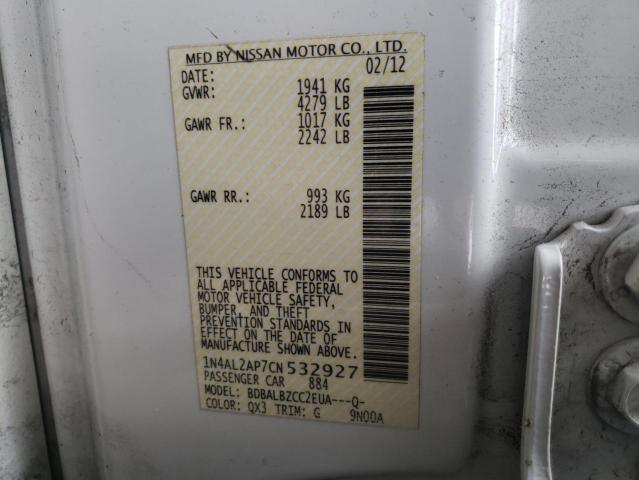 MFD BY NISSAN MOTOR CO., LTD.
DATE: 02/12
GVWR: 1941 KG
4279 LB
GAWR FR.: 1017 KG
2242 LB
GAWR RR.: 993 KG
2189 LB
THIS VEHICLE CONFORMS TO
ALL APPLICABLE FEDERAL
MOTOR VEHICLE SAFETY,
BUMPER, AND THEFT
PREVENTION STANDARDS IN
EFFECT ON THE DATE OF
MANUFACTURE SHOWN ABOVE.
1N4AL2AP7CN532927
PASSENGER CAR 884
MODEL: BDBALBZCC2EUA---Q-
COLOR: QX3 TRIM: G 9N00A